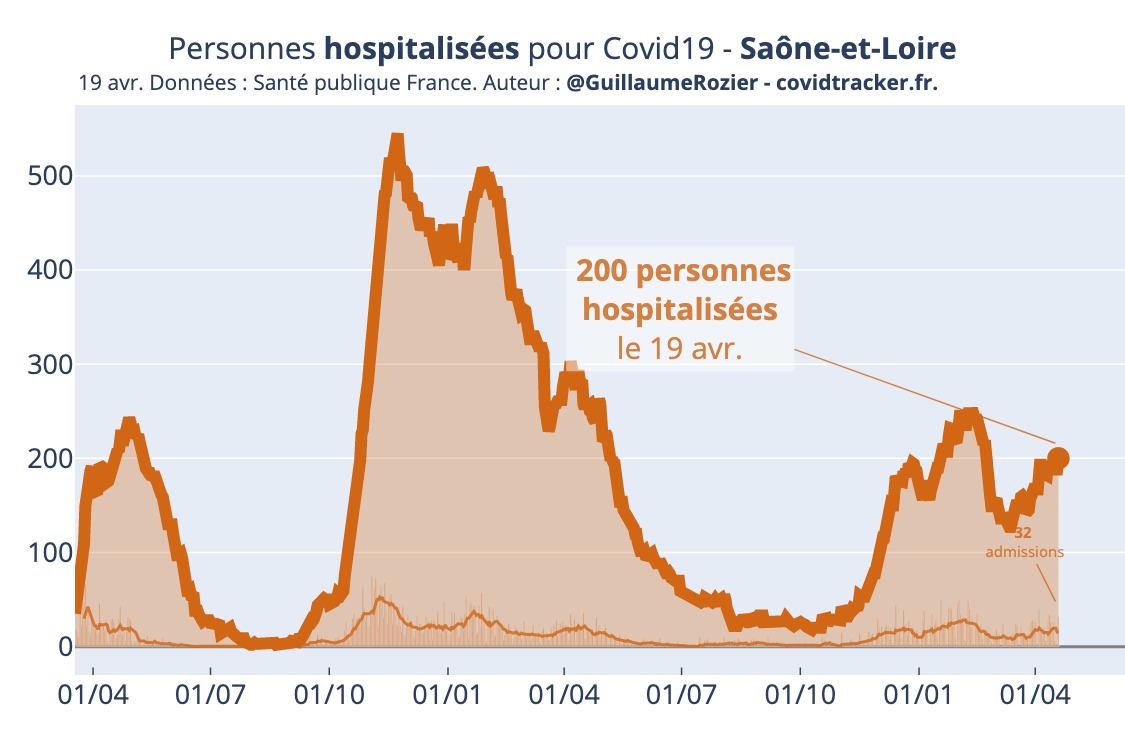 Personnes hospitalisées pour Covid19 - Saône-et-Loire
19 avr. Données : Santé publique France. Auteur : @GuillaumeRozier - covidtracker.fr.
500
400
300
200
100
0
200 personnes
hospitalisées
le 19 avr.
32
admissions
01/04
01/07
01/10
01/01
01/04
01/07
01/10
01/01
01/04